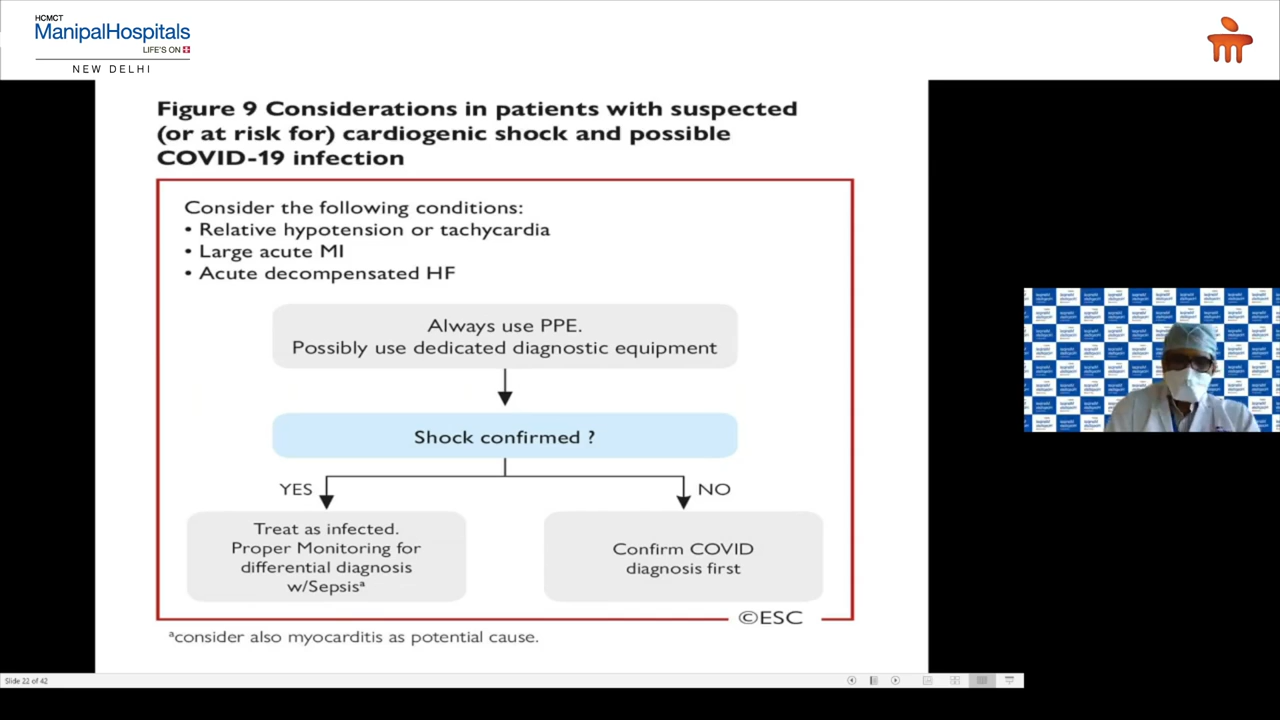 HCMCT
ManipalHospitals
LIFE'S ON
NEW DELHI
Figure 9 Considerations in patients with suspected
(or at risk for) cardiogenic shock and possible
COVID-19 infection
Consider the following conditions:
• Relative hypotension or tachycardia
• Large acute MI
• Acute decompensated HF
Always use PPE.
Possibly use dedicated diagnostic equipment
Shock confirmed ?
YES
NO
Treat as infected.
Proper Monitoring for
differential diagnosis
w/Sepsisᵃ
Confirm COVID
diagnosis first
©ESC
ᵃconsider also myocarditis as potential cause.
Slide 22 of 42